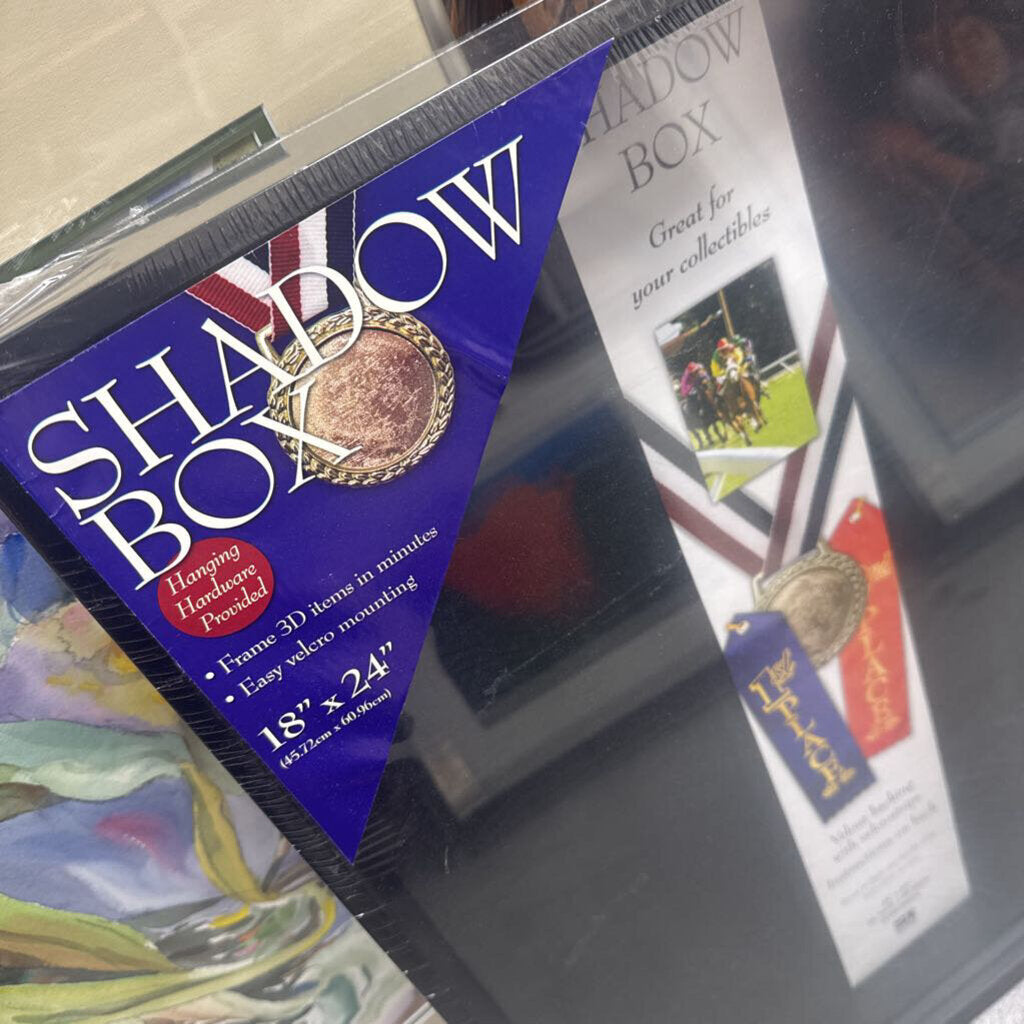 SHADOW
BOX
Hanging
Hardware
Provided
• Frame 3D items in minutes
• Easy velcro mounting
18" x 24"
(45.72cm x 60.96cm)
SHADOW
BOX
Great for
your collectibles
1st
PLACE
PLACE